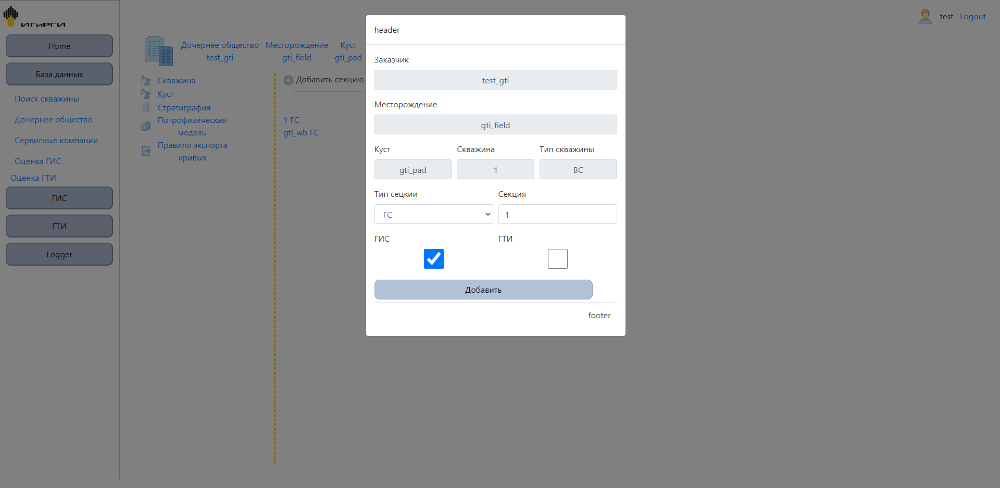 ИГиРГИ
test Logout
Home
База данных
Поиск скважины
Дочернее общество
Сервисные компании
Оценка ГИС
Оценка ГТИ
ГИС
ГТИ
Logger
Дочернее общество
test_gti
Месторождение
gti_field
Куст
gti_pad
Скважина
Куст
Стратиграфия
Потрофизическая
модель
Правило экспорта
кривых
Добавить секцию
1 ГС
gti_wb ГС
header
Заказчик
test_gti
Месторождение
gti_field
Куст Скважина Тип скважины
gti_pad 1 ВС
Тип сецкии Секция
ГС 1
ГИС ГТИ
Добавить
footer